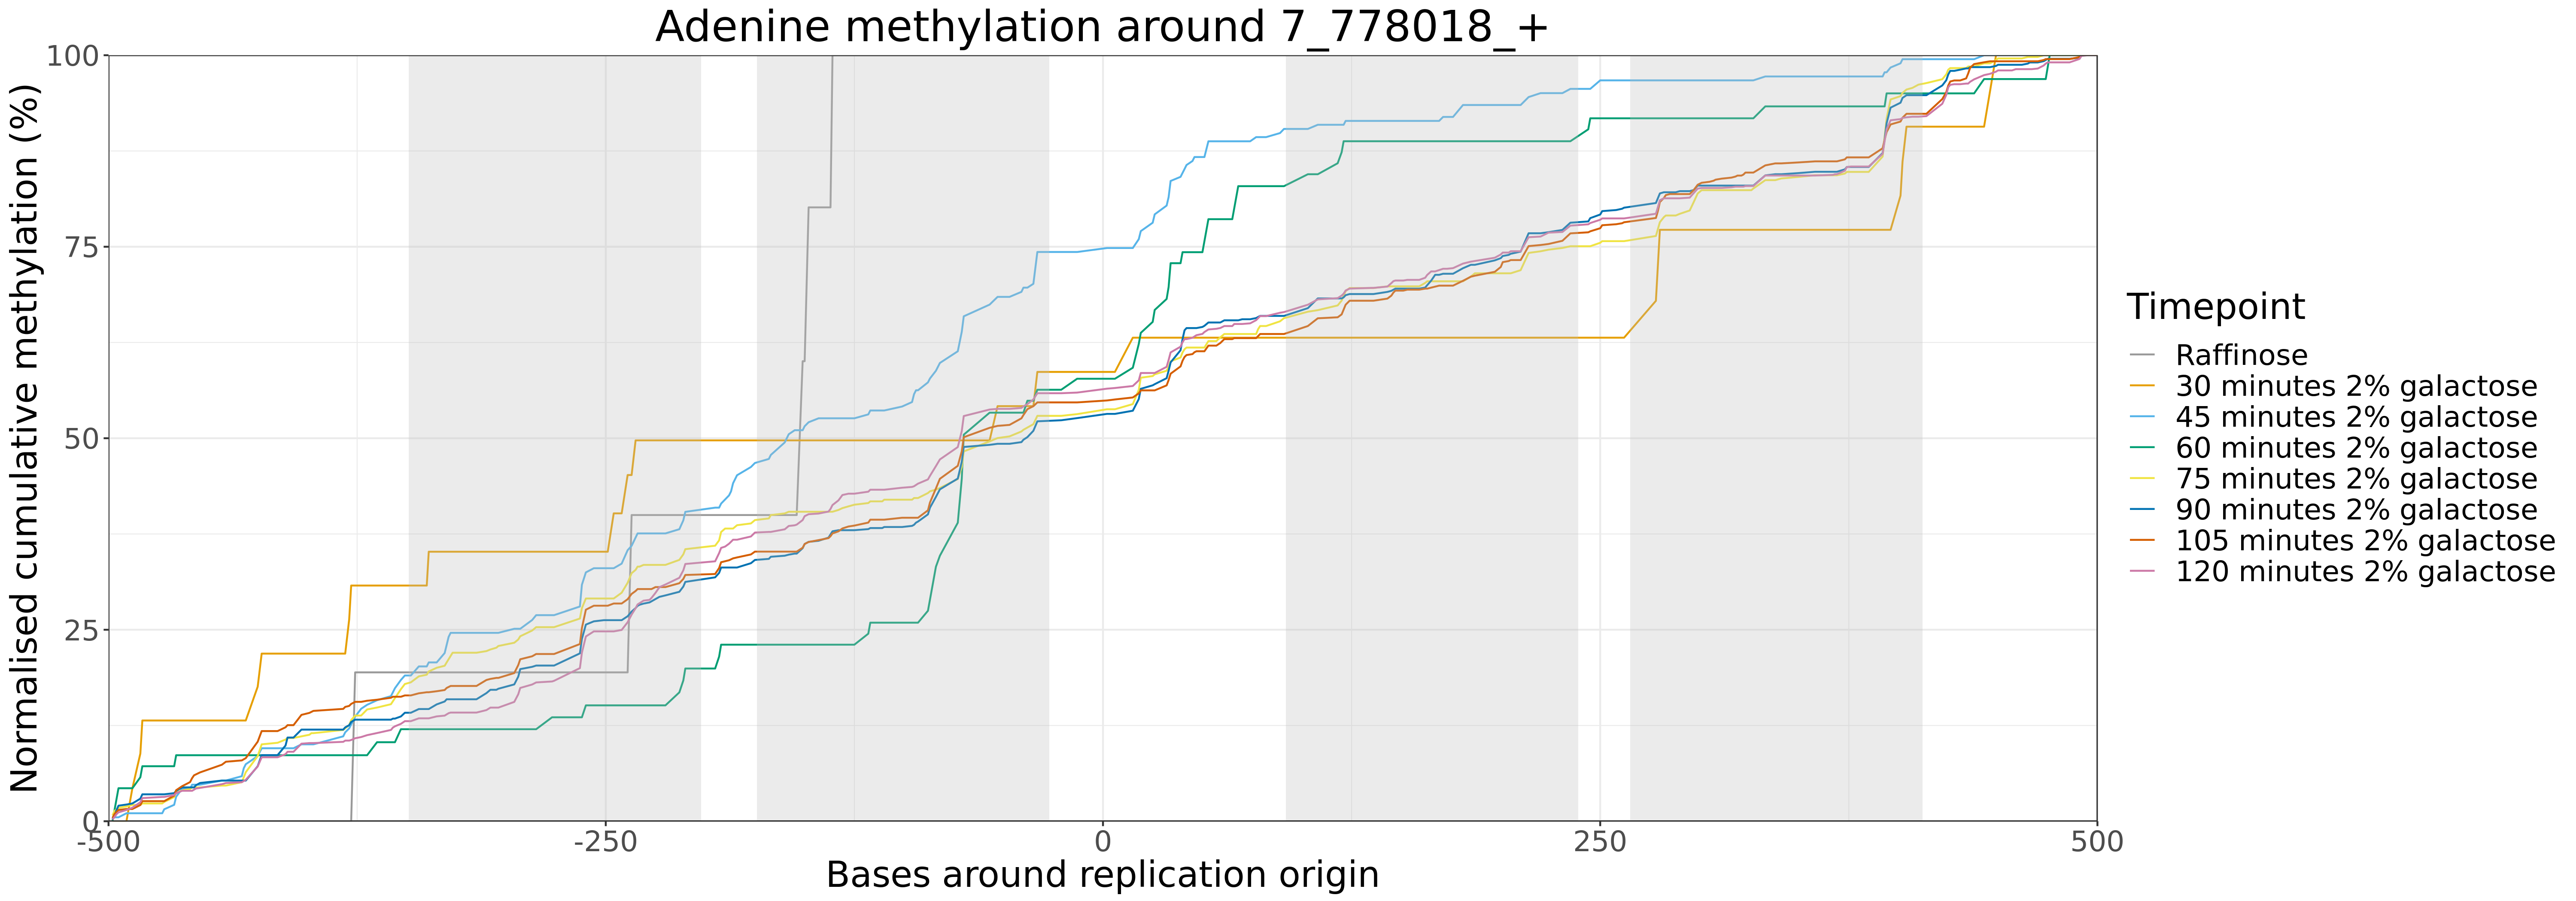 Adenine methylation around 7_778018_+
Normalised cumulative methylation (%)
100
75
50
25
0
-500
-250
0
250
500
Bases around replication origin
Timepoint
Raffinose
30 minutes 2% galactose
45 minutes 2% galactose
60 minutes 2% galactose
75 minutes 2% galactose
90 minutes 2% galactose
105 minutes 2% galactose
120 minutes 2% galactose